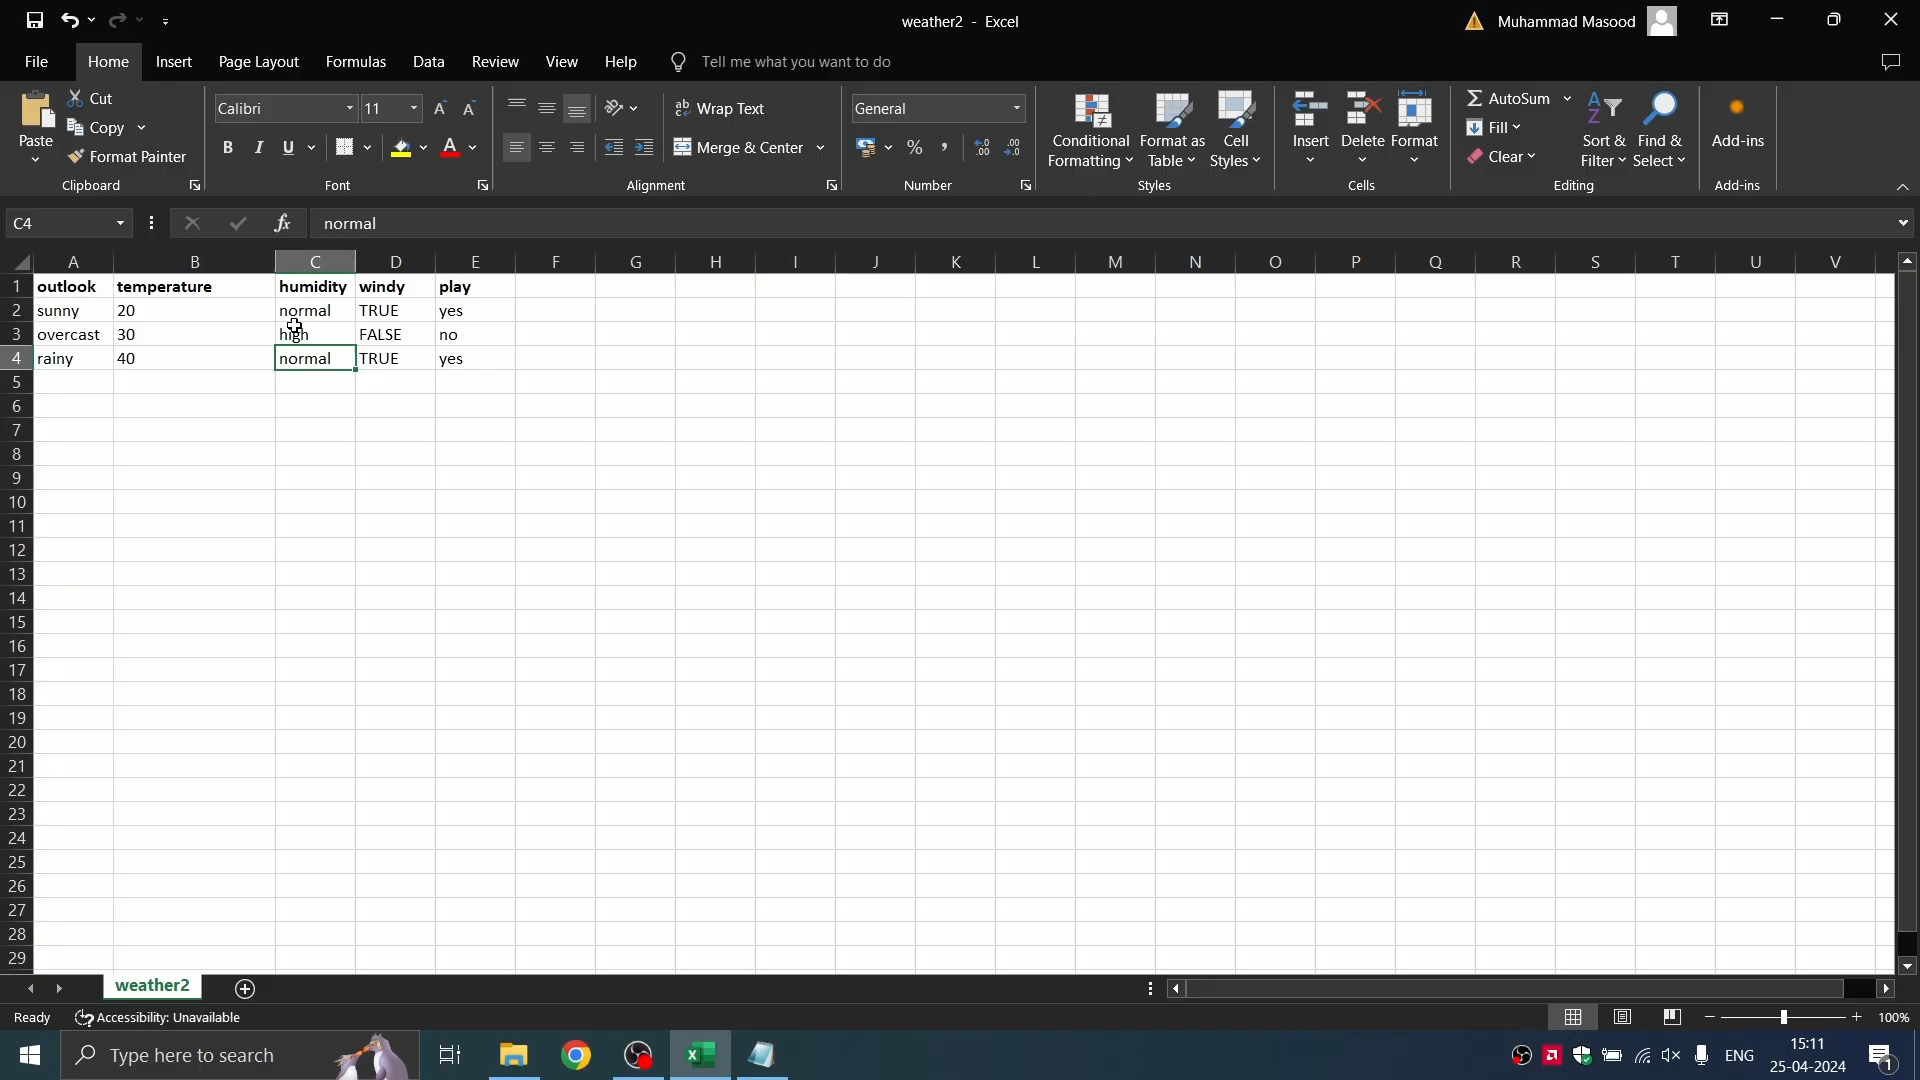 weather2 - Excel
Muhammad Masood
File Home Insert Page Layout Formulas Data Review View Help Tell me what you want to do
Paste
Cut
Copy
Format Painter
Clipboard
Calibri 11
B I U
Font
Wrap Text
Merge & Center
Alignment
General
Number
Conditional Formatting
Format as Table
Cell Styles
Styles
Insert Delete Format
Cells
AutoSum
Fill
Clear
Sort & Filter
Find & Select
Editing
Add-ins
Add-ins
C4 fx normal
A B C D E F G H I J K L M N O P Q R S T U V
1 outlook temperature humidity windy play
2 sunny 20 normal TRUE yes
3 overcast 30 high FALSE no
4 rainy 40 normal TRUE yes
5
6
7
8
9
10
11
12
13
14
15
16
17
18
19
20
21
22
23
24
25
26
27
28
29
weather2
Ready Accessibility: Unavailable 100%
Type here to search
ENG
15:11
25-04-2024
1